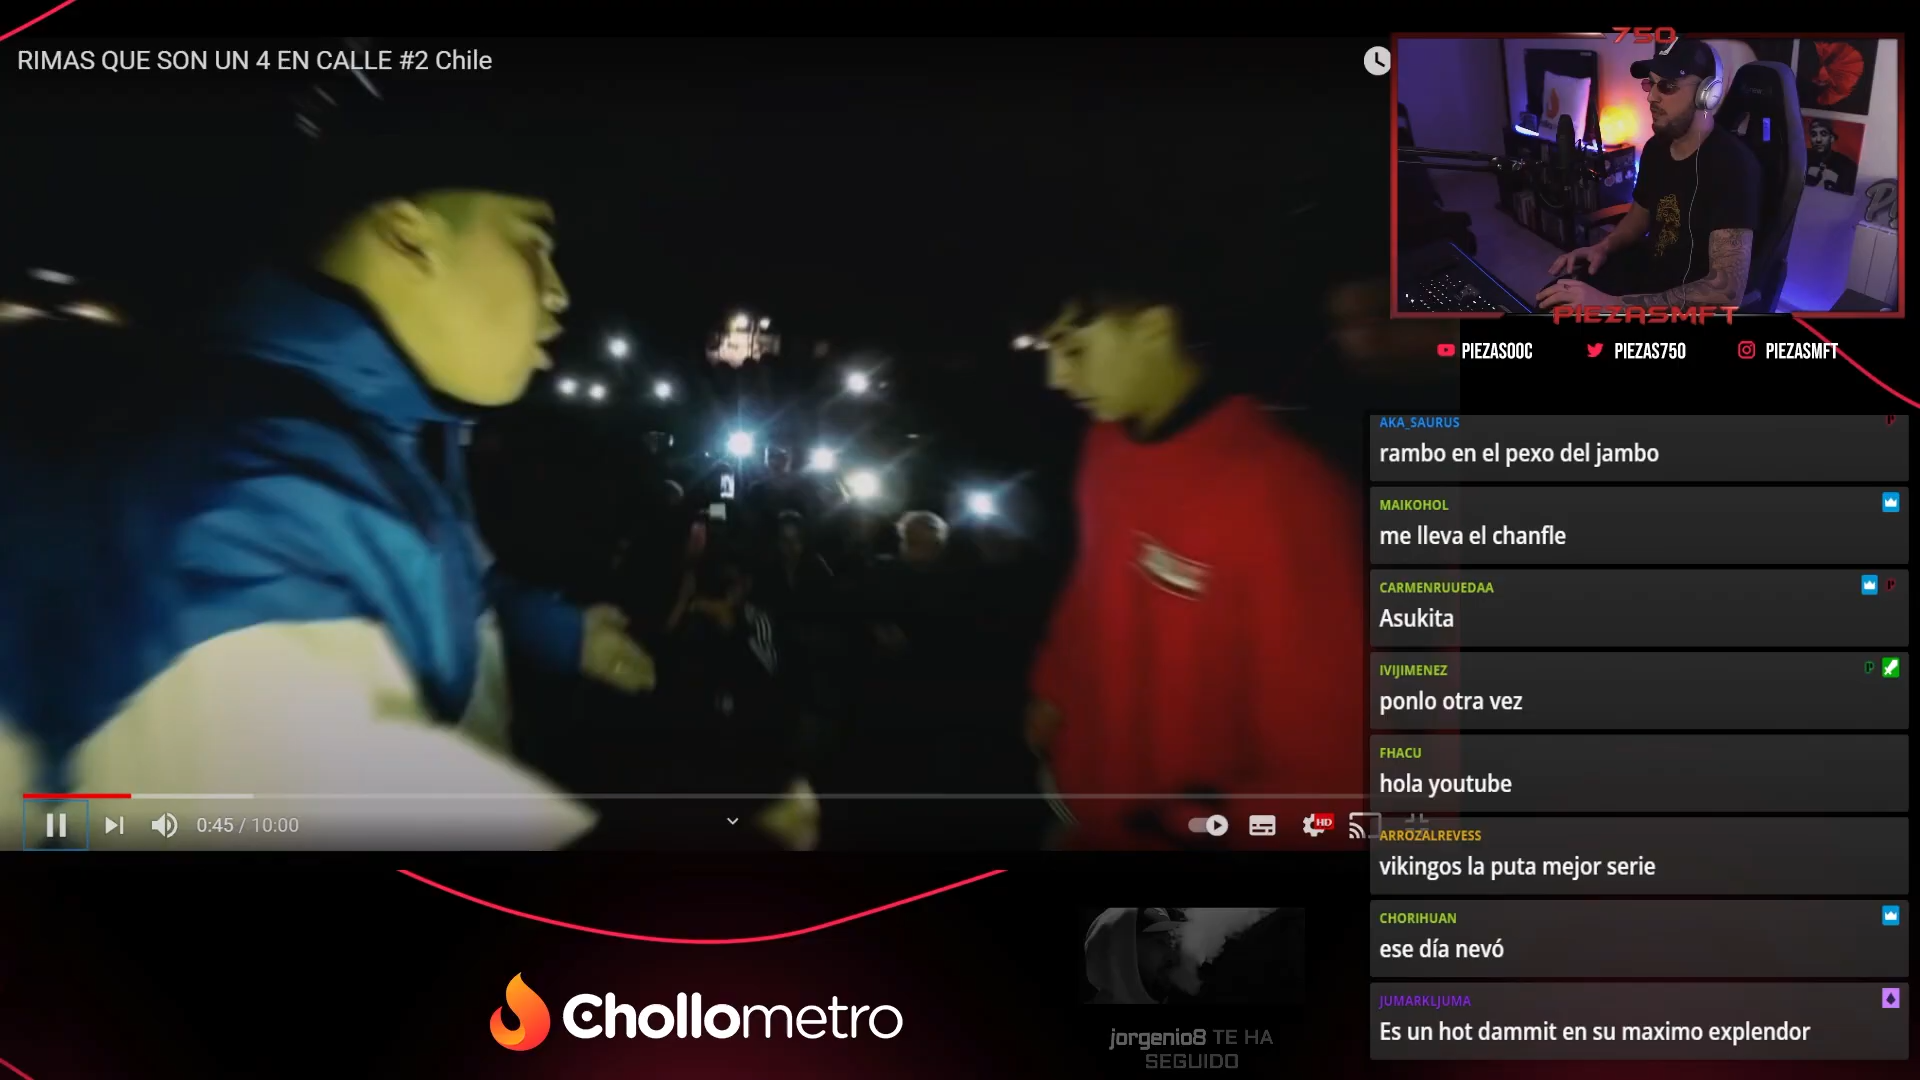 RIMAS QUE SON UN 4 EN CALLE #2 Chile
750
PIEZASMFT
PIEZASOOC
PIEZAS750
PIEZASMFT
AKA_SAURUS
rambo en el pexo del jambo
MAIKOHOL
me lleva el chanfle
CARMENRUUEDAA
Asukita
IVIJIMENEZ
ponlo otra vez
FHACU
hola youtube
ARROZALREVESS
vikingos la puta mejor serie
CHORIHUAN
ese día nevó
JUMARKLJUMA
Es un hot dammit en su maximo explendor
0:45 / 10:00
HD
Chollometro
jorgenio8 TE HA
SEGUIDO